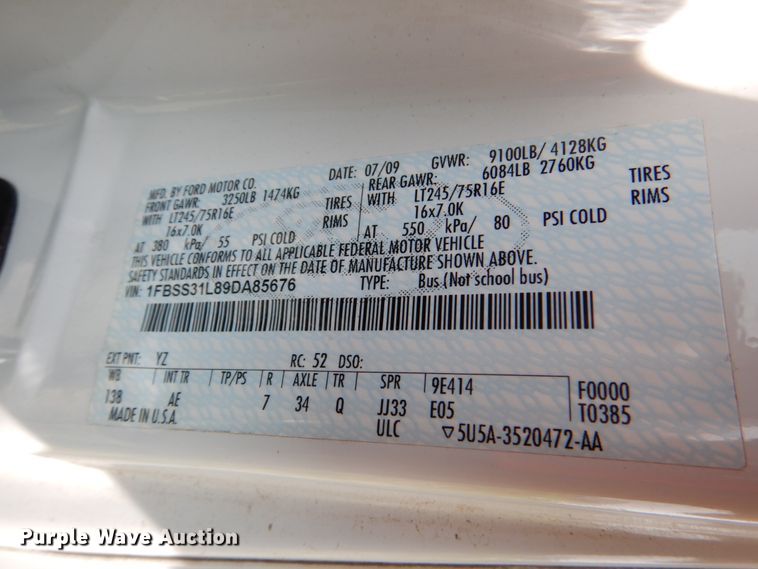 MFD. BY FORD MOTOR CO.
DATE: 07/09 GVWR: 9100LB/ 4128KG
FRONT GAWR: 3250LB 1474KG
REAR GAWR: 6084LB 2760KG
WITH LT245/75R16E TIRES
WITH LT245/75R16E TIRES
16x7.0K RIMS
16x7.0K RIMS
AT 380 kPa/ 55 PSI COLD
AT 550 kPa/ 80 PSI COLD
THIS VEHICLE CONFORMS TO ALL APPLICABLE FEDERAL MOTOR VEHICLE
SAFETY STANDARDS IN EFFECT ON THE DATE OF MANUFACTURE SHOWN ABOVE.
VIN: 1FBSS31L89DA85676 TYPE: Bus (Not school bus)
EXT PNT: YZ RC: 52 DSO:
WB INT TR TP/PS R AXLE TR SPR 9E414 F0000
138 AE 7 34 Q JJ33 E05 T0385
MADE IN U.S.A. ULC ▽5U5A-3520472-AA
Purple Wave Auction